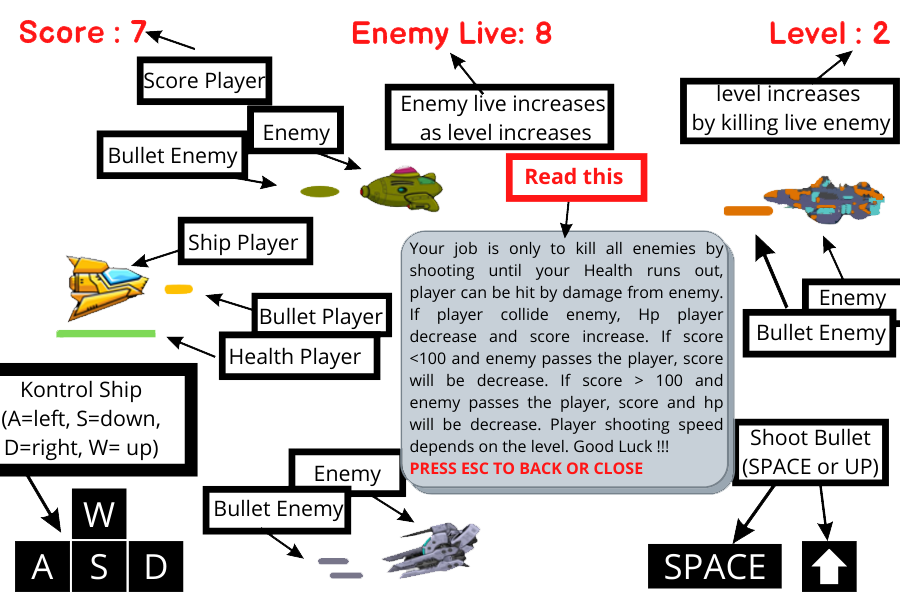 Score : 7
Enemy Live: 8
Level : 2
Score Player
Enemy live increases
as level increases
level increases
by killing live enemy
Enemy
Bullet Enemy
Read this
Ship Player
Your job is only to kill all enemies by
shooting until your Health runs out,
player can be hit by damage from enemy.
If player collide enemy, Hp player
decrease and score increase. If score
<100 and enemy passes the player, score
will be decrease. If score > 100 and
enemy passes the player, score and hp
will be decrease. Player shooting speed
depends on the level. Good Luck !!!
PRESS ESC TO BACK OR CLOSE
Bullet Player
Health Player
Enemy
Bullet Enemy
Kontrol Ship
(A=left, S=down,
D=right, W= up)
Shoot Bullet
(SPACE or UP)
Enemy
Bullet Enemy
W
A S D
SPACE